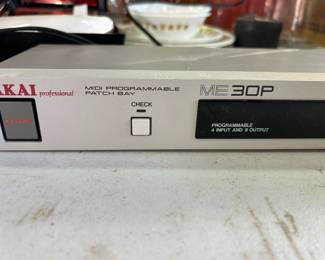 AKAI professional
MIDI PROGRAMMABLE
PATCH BAY
CHECK
ME30P
PROGRAMMABLE
4 INPUT AND 8 OUTPUT